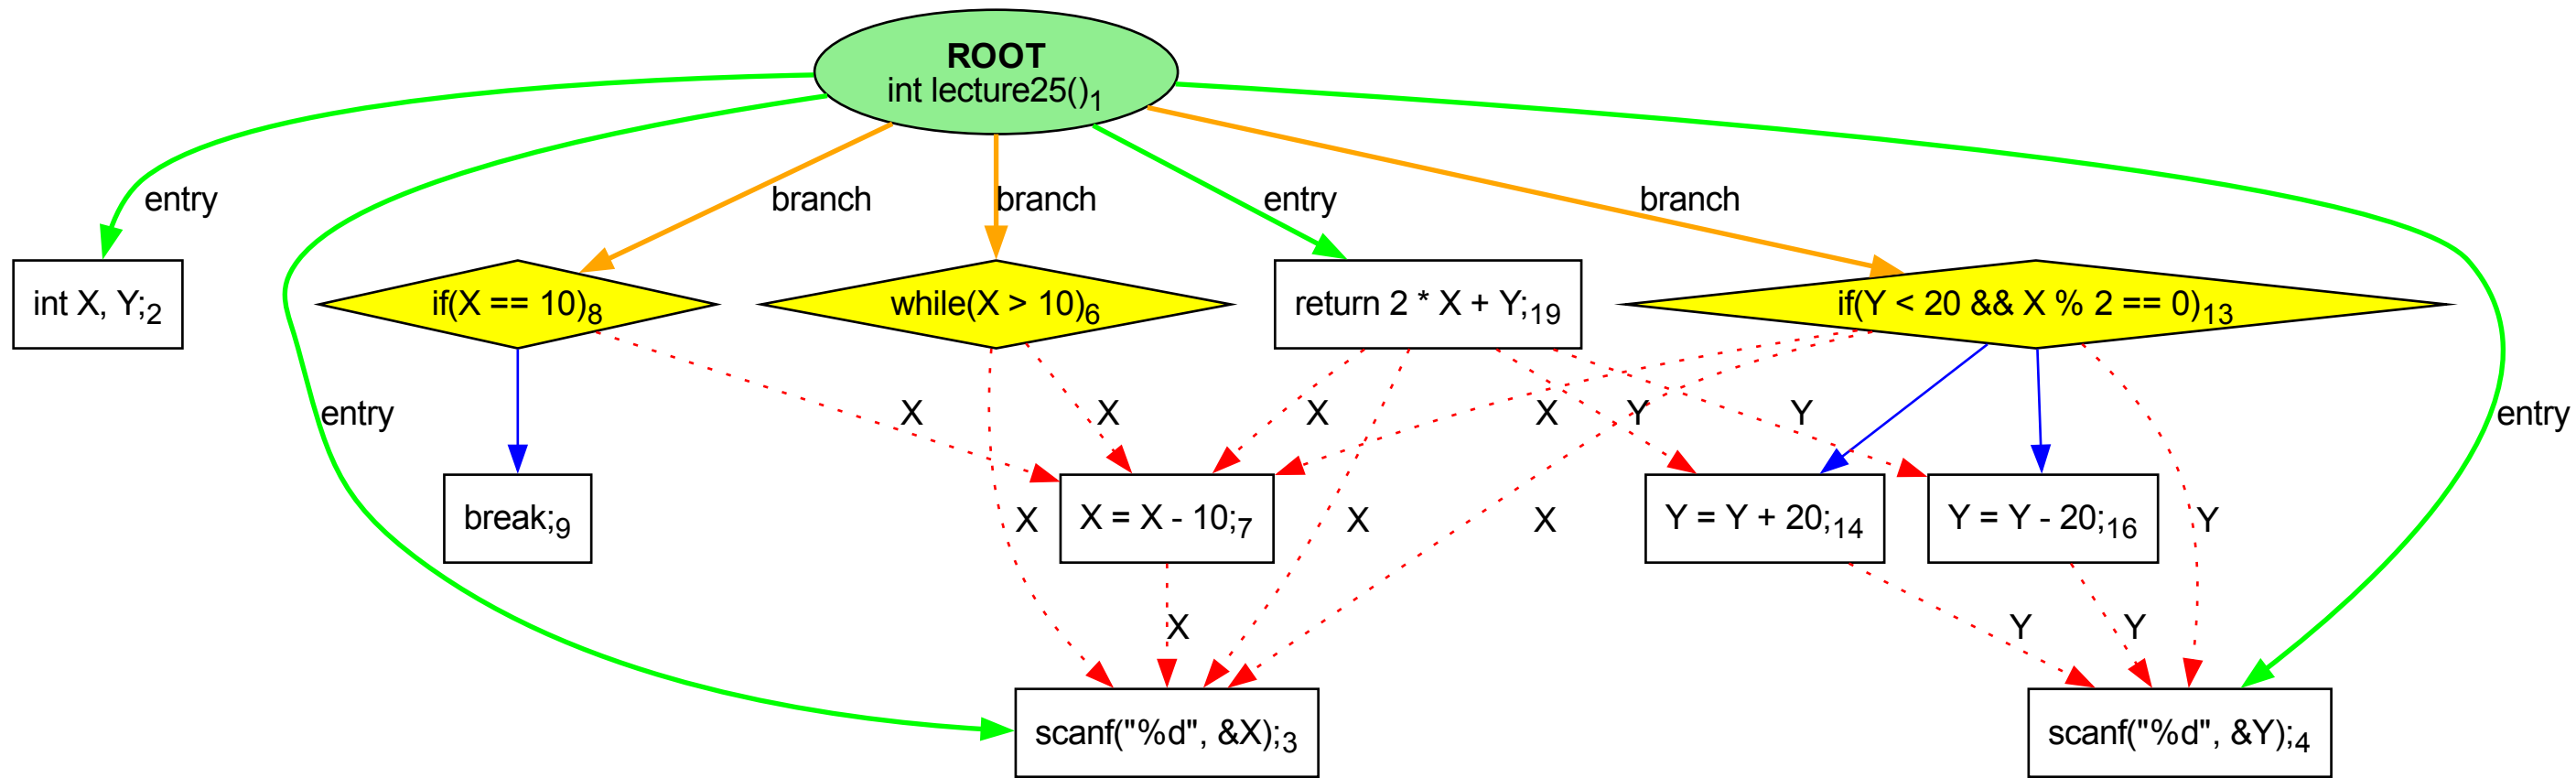 ROOT
int lecture25()1
entry
branch
branch
entry
branch
int X, Y;2
if(X == 10)8
while(X > 10)6
return 2 * X + Y;19
if(Y < 20 && X % 2 == 0)13
entry
X
X
X
X
Y
Y
entry
break;9
X = X - 10;7
Y = Y + 20;14
Y = Y - 20;16
X
X
X
Y
X
Y
Y
scanf("%d", &X);3
scanf("%d", &Y);4